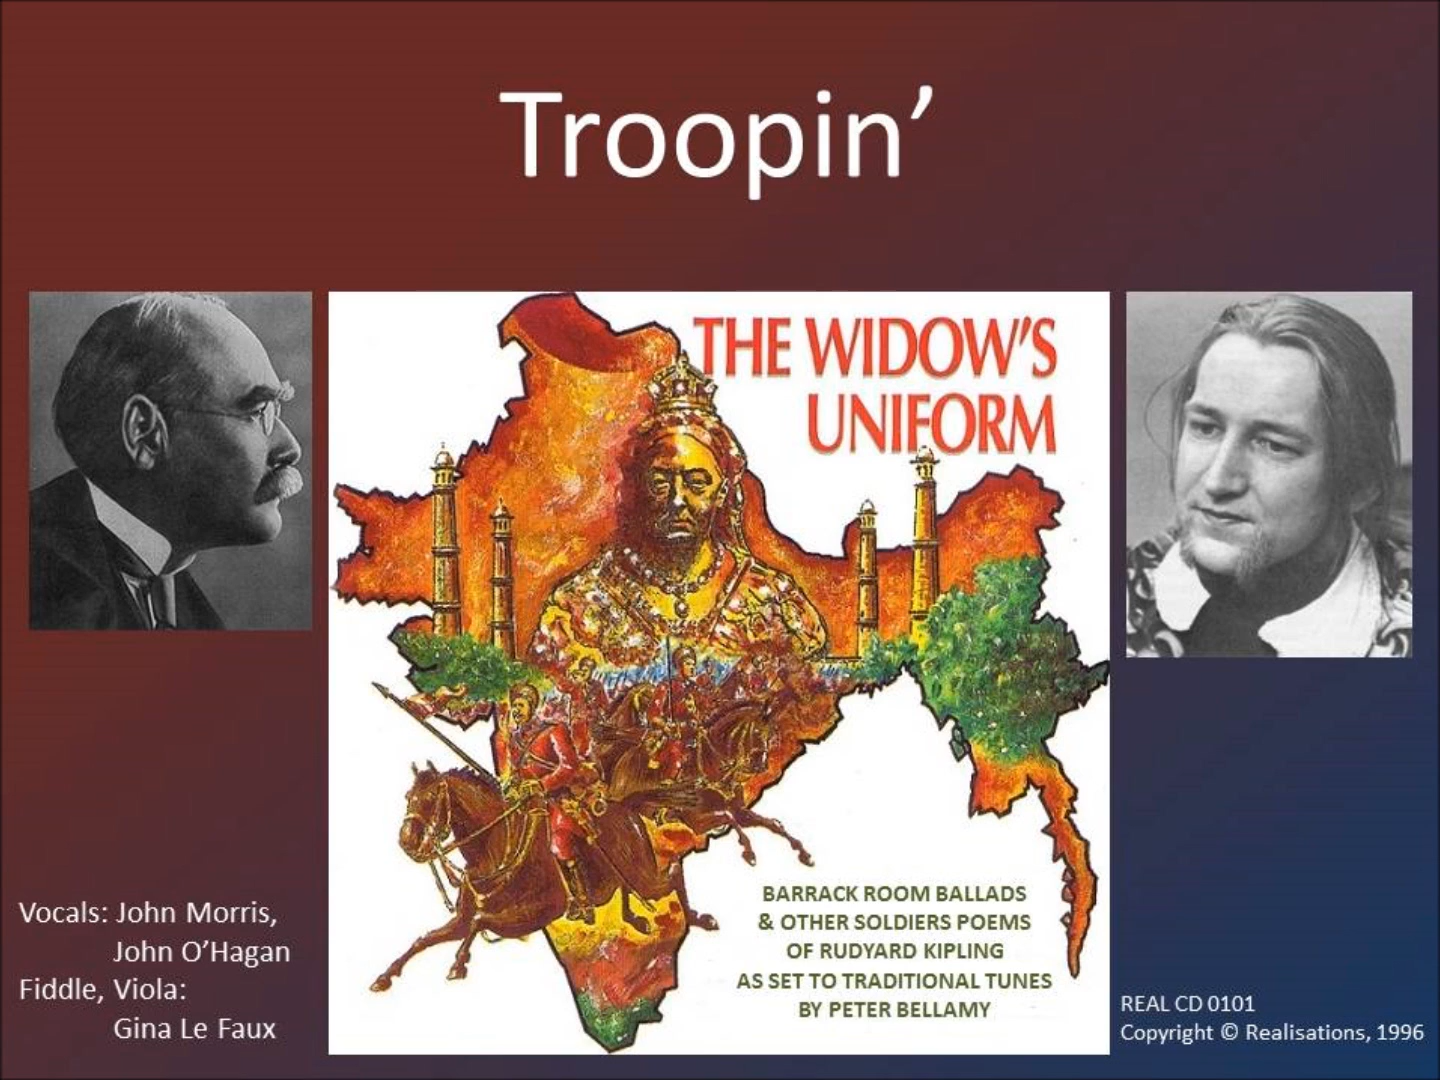 Troopin’
THE WIDOW’S
UNIFORM
BARRACK ROOM BALLADS
& OTHER SOLDIERS POEMS
OF RUDYARD KIPLING
AS SET TO TRADITIONAL TUNES
BY PETER BELLAMY
Vocals: John Morris,
John O’Hagan
Fiddle, Viola:
Gina Le Faux
REAL CD 0101
Copyright © Realisations, 1996